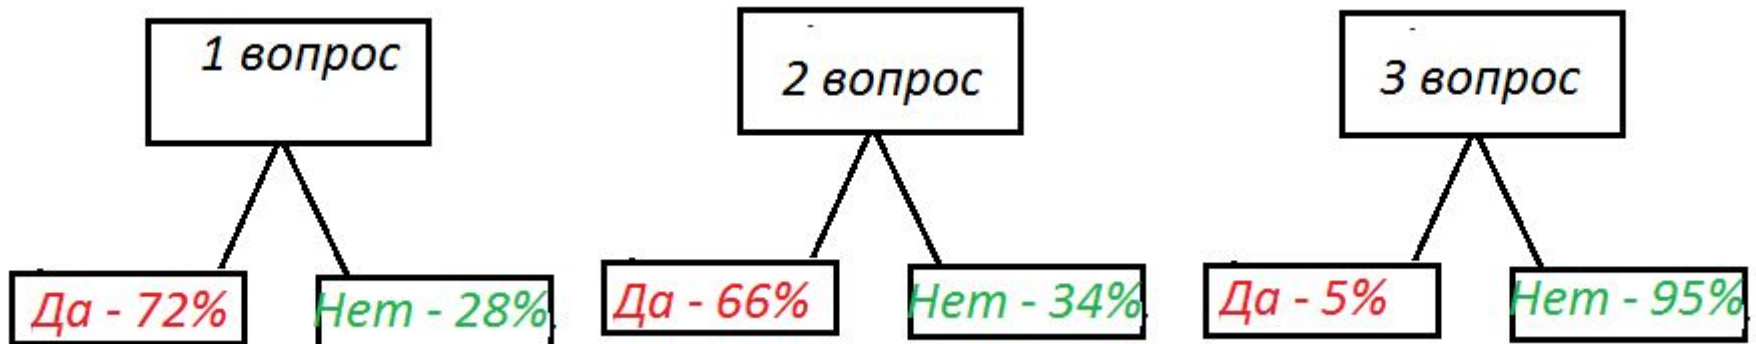 1 вопрос
2 вопрос
3 вопрос
Да - 72%
Нет - 28%
Да - 66%
Нет - 34%
Да - 5%
Нет - 95%